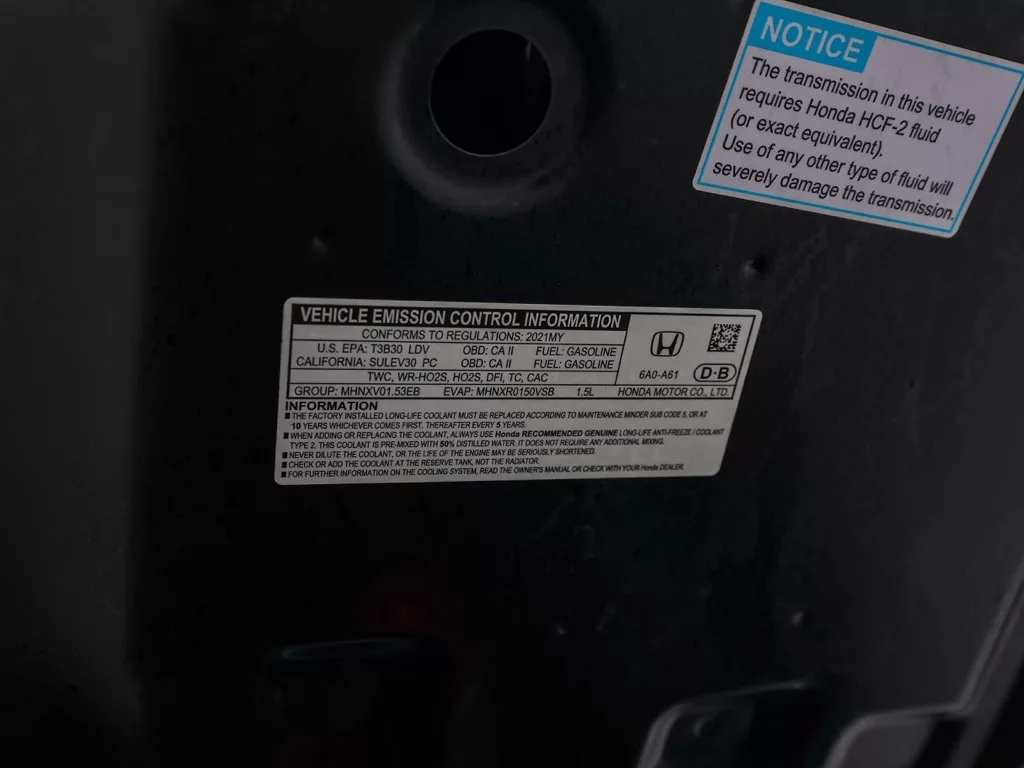 NOTICE
The transmission in this vehicle
requires Honda HCF-2 fluid
(or exact equivalent).
Use of any other type of fluid will
severely damage the transmission.
VEHICLE EMISSION CONTROL INFORMATION
CONFORMS TO REGULATIONS: 2021MY
U.S. EPA: T3B30 LDV OBD: CA II FUEL: GASOLINE
CALIFORNIA: SULEV30 PC OBD: CA II FUEL: GASOLINE
TWC, WR-HO2S, HO2S, DFI, TC, CAC
6A0-A61 D·B
GROUP: MHNXV01.53EB EVAP: MHNXR0150VSB 1.5L HONDA MOTOR CO., LTD.
INFORMATION
■ THE FACTORY INSTALLED LONG-LIFE COOLANT MUST BE REPLACED ACCORDING TO MAINTENANCE MINDER SUB CODE 5, OR AT
10 YEARS WHICHEVER COMES FIRST. THEREAFTER EVERY 5 YEARS.
■ WHEN ADDING OR REPLACING THE COOLANT, ALWAYS USE Honda RECOMMENDED GENUINE LONG-LIFE ANTI-FREEZE / COOLANT
TYPE 2. THIS COOLANT IS PRE-MIXED WITH 50% DISTILLED WATER. IT DOES NOT REQUIRE ANY ADDITIONAL MIXING.
■ NEVER DILUTE THE COOLANT, OR THE LIFE OF THE ENGINE MAY BE SERIOUSLY SHORTENED.
■ CHECK OR ADD THE COOLANT AT THE RESERVE TANK, NOT THE RADIATOR.
■ FOR FURTHER INFORMATION ON THE COOLING SYSTEM, READ THE OWNER'S MANUAL OR CHECK WITH YOUR Honda DEALER.